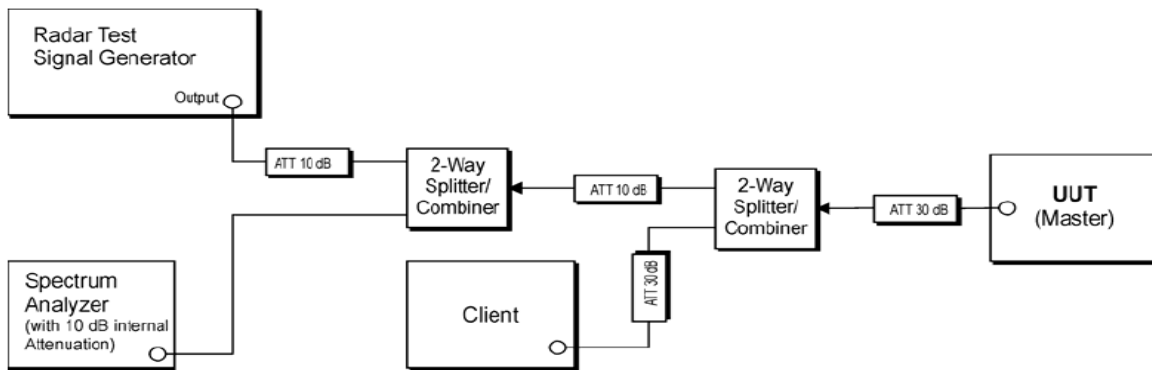 Radar Test
Signal Generator
Output
ATT 10 dB
2-Way
Splitter/
Combiner
ATT 10 dB
2-Way
Splitter/
Combiner
ATT 30 dB
UUT
(Master)
Spectrum
Analyzer
(with 10 dB internal
Attenuation)
Client
ATT 30 dB